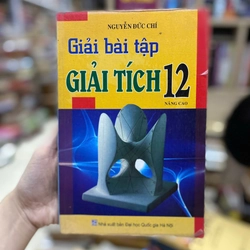 NGUYỄN ĐỨC CHÍ
Giải bài tập
GIẢI TÍCH 12
NÂNG CAO
Nhà xuất bản Đại học Quốc gia Hà Nội